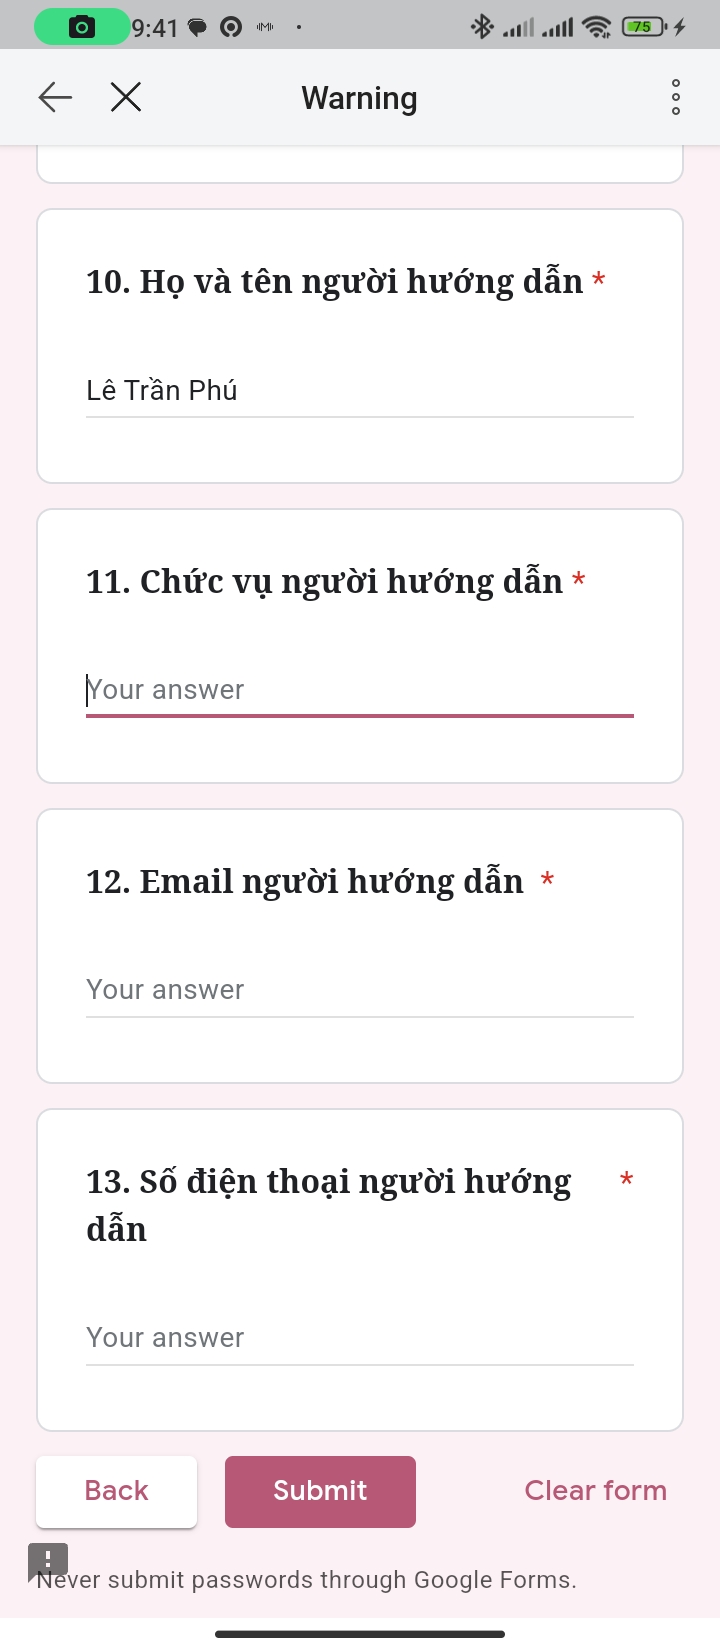 9:41
75
Warning
10. Họ và tên người hướng dẫn *
Lê Trần Phú
11. Chức vụ người hướng dẫn *
Your answer
12. Email người hướng dẫn *
Your answer
13. Số điện thoại người hướng *
dẫn
Your answer
Back Submit Clear form
Never submit passwords through Google Forms.